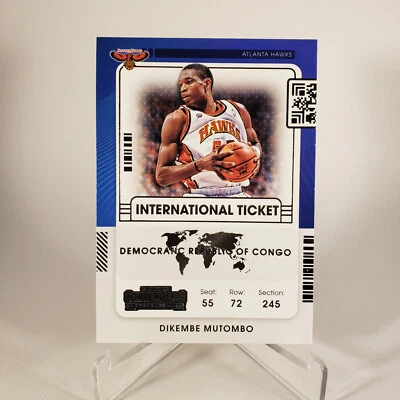 ATLANTA HAWKS
HAWKS
INTERNATIONAL TICKET
DEMOCRATIC REPUBLIC OF CONGO
Seat: Row: Section:
55 72 245
DIKEMBE MUTOMBO